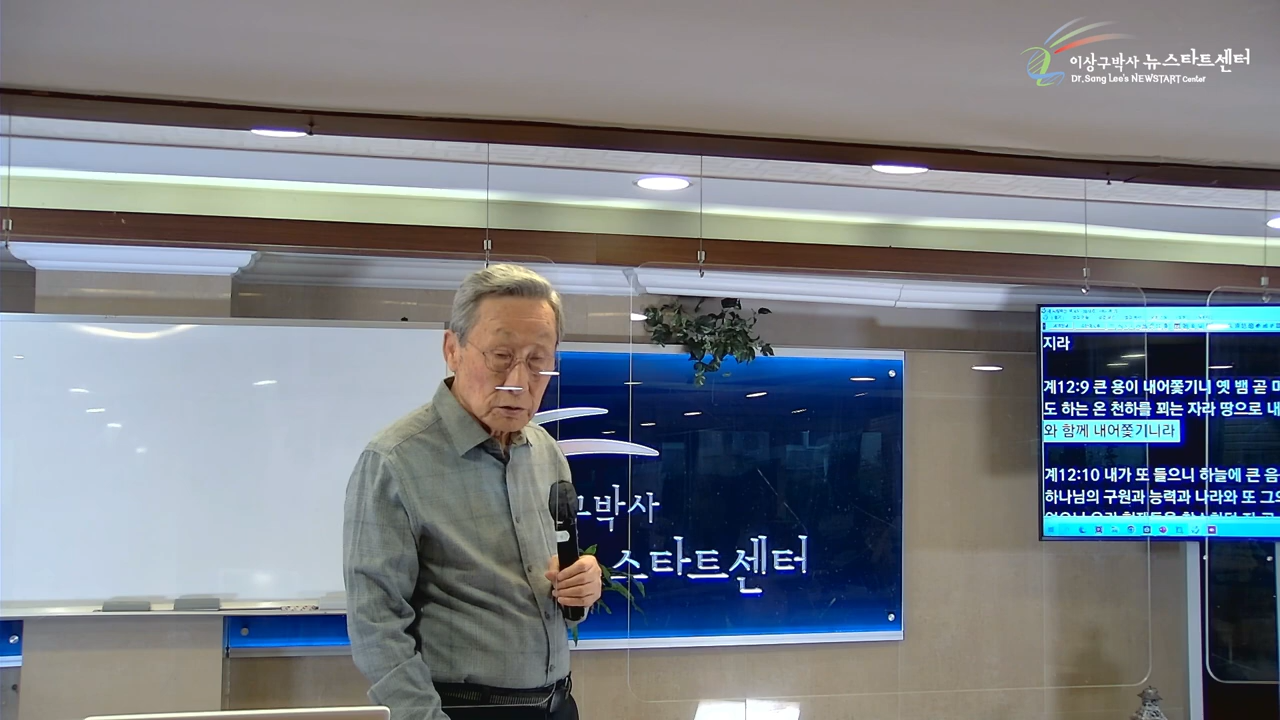 이상구박사 뉴스타트센터
Dr.Sang Lee's NEWSTART Center
구박사
스타트센터
지라
계12:9 큰 용이 내어쫓기니 옛 뱀 곧 마
도 하는 온 천하를 꾀는 자라 땅으로 내
와 함께 내어쫓기니라
계12:10 내가 또 들으니 하늘에 큰 음
하나님의 구원과 능력과 나라와 또 그의